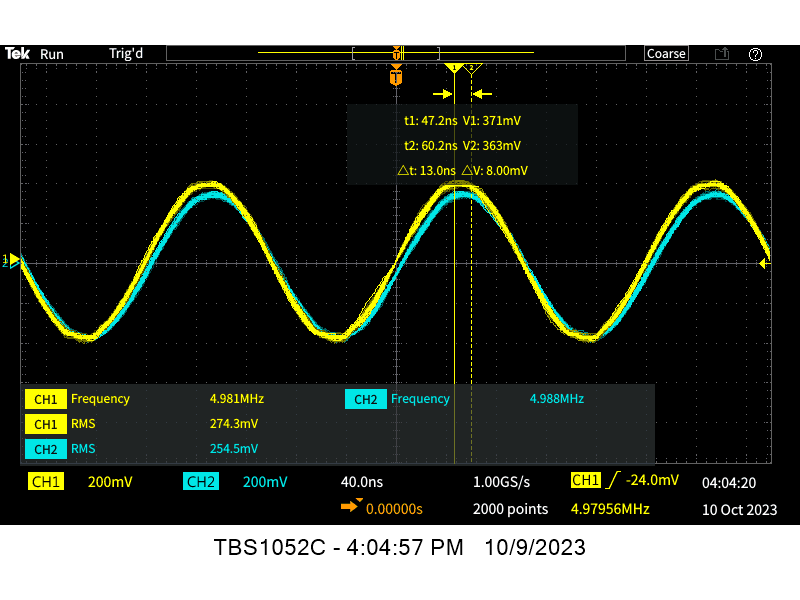 Tek Run Trig'd Coarse
T
1 2
T
t1: 47.2ns V1: 371mV
t2: 60.2ns V2: 363mV
△t: 13.0ns △V: 8.00mV
1
2
CH1 Frequency 4.981MHz CH2 Frequency 4.988MHz
CH1 RMS 274.3mV
CH2 RMS 254.5mV
CH1 200mV CH2 200mV 40.0ns 1.00GS/s CH1 -24.0mV 04:04:20
0.00000s 2000 points 4.97956MHz 10 Oct 2023
TBS1052C - 4:04:57 PM 10/9/2023